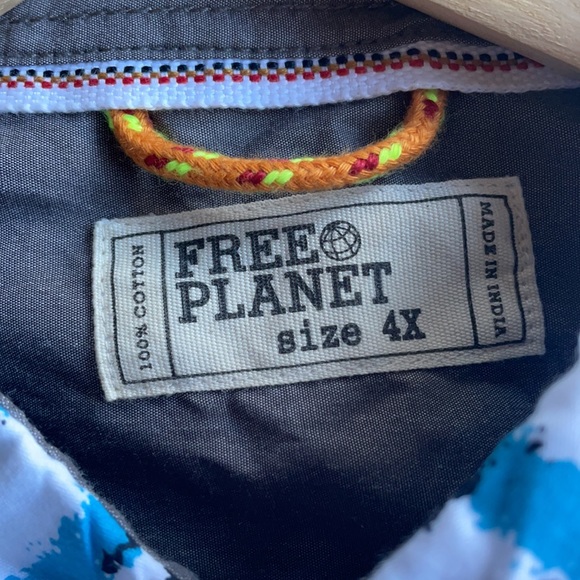 100% COTTON
FREE
PLANET
size 4X
MADE IN INDIA